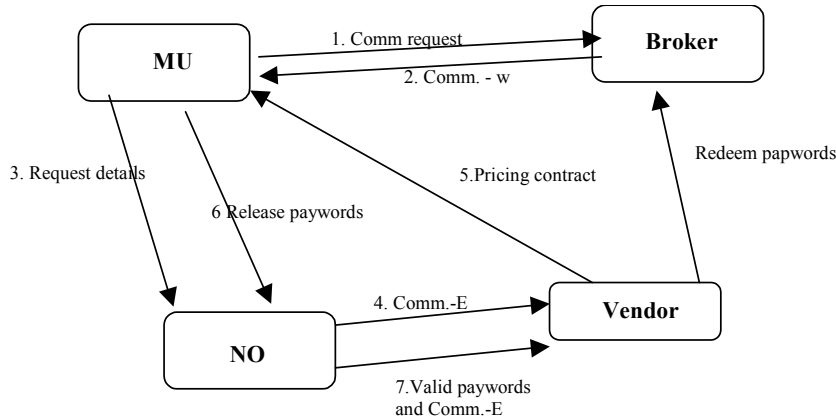 1. Comm request
MU
Broker
2. Comm. - w
Redeem papwords
3. Request details
5.Pricing contract
6 Release paywords
4. Comm.-E
Vendor
NO
7.Valid paywords
and Comm.-E